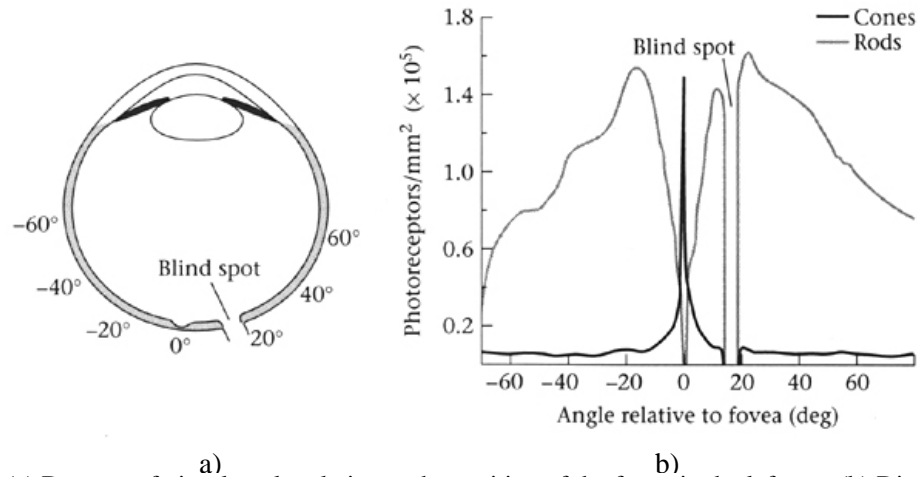 Blind spot
−60°
−40°
−20°
0°
20°
40°
60°
a)
Cones
Rods
Blind spot
Photoreceptors/mm² (× 10⁵)
1.8
1.4
1.0
0.6
0.2
−60 −40 −20 0 20 40 60
Angle relative to fovea (deg)
b)